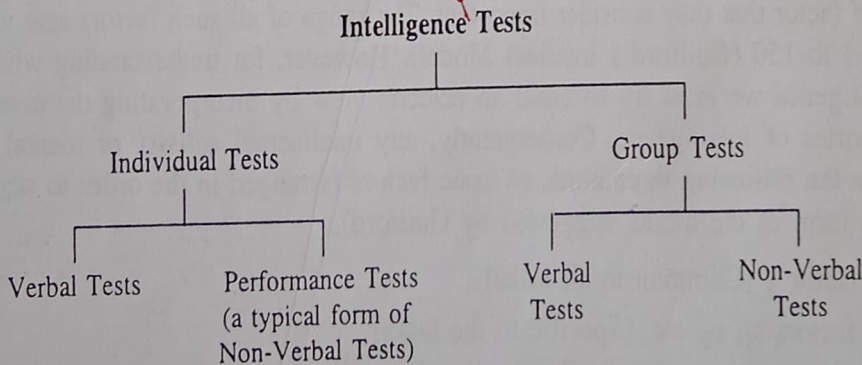 Intelligence Tests
Individual Tests
Group Tests
Verbal Tests
Performance Tests
(a typical form of
Non-Verbal Tests)
Verbal
Tests
Non-Verbal
Tests